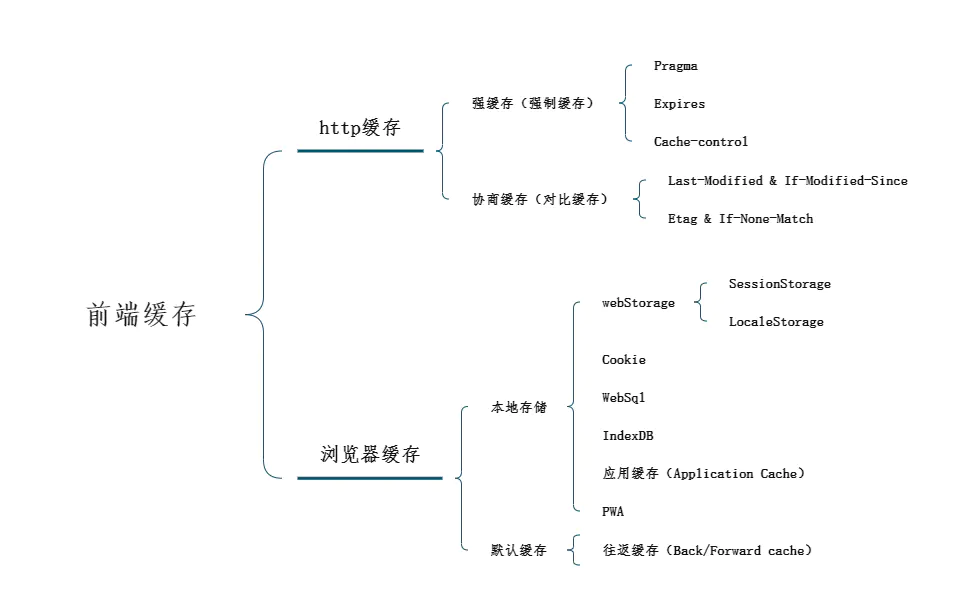 前端缓存
http缓存
强缓存（强制缓存）
Pragma
Expires
Cache-control
协商缓存（对比缓存）
Last-Modified & If-Modified-Since
Etag & If-None-Match
浏览器缓存
本地存储
webStorage
SessionStorage
LocaleStorage
Cookie
WebSql
IndexDB
应用缓存（Application Cache）
PWA
默认缓存
往返缓存（Back/Forward cache）